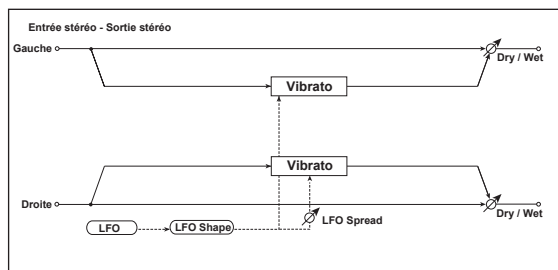 Entrée stéréo - Sortie stéréo
Gauche
Dry / Wet
Vibrato
Vibrato
Droite
Dry / Wet
LFO
LFO Shape
LFO Spread